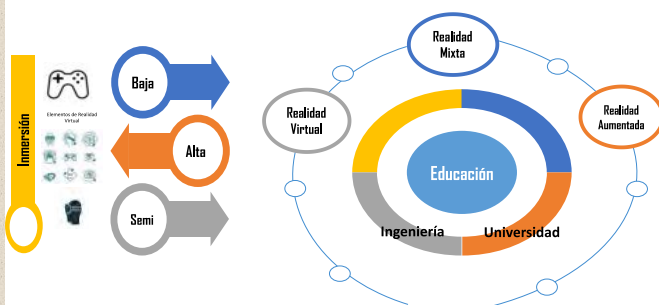 Inmersión
Elementos de Realidad
Virtual
Baja
Alta
Semi
Realidad
Mixta
Realidad
Virtual
Realidad
Aumentada
Educación
Ingeniería
Universidad